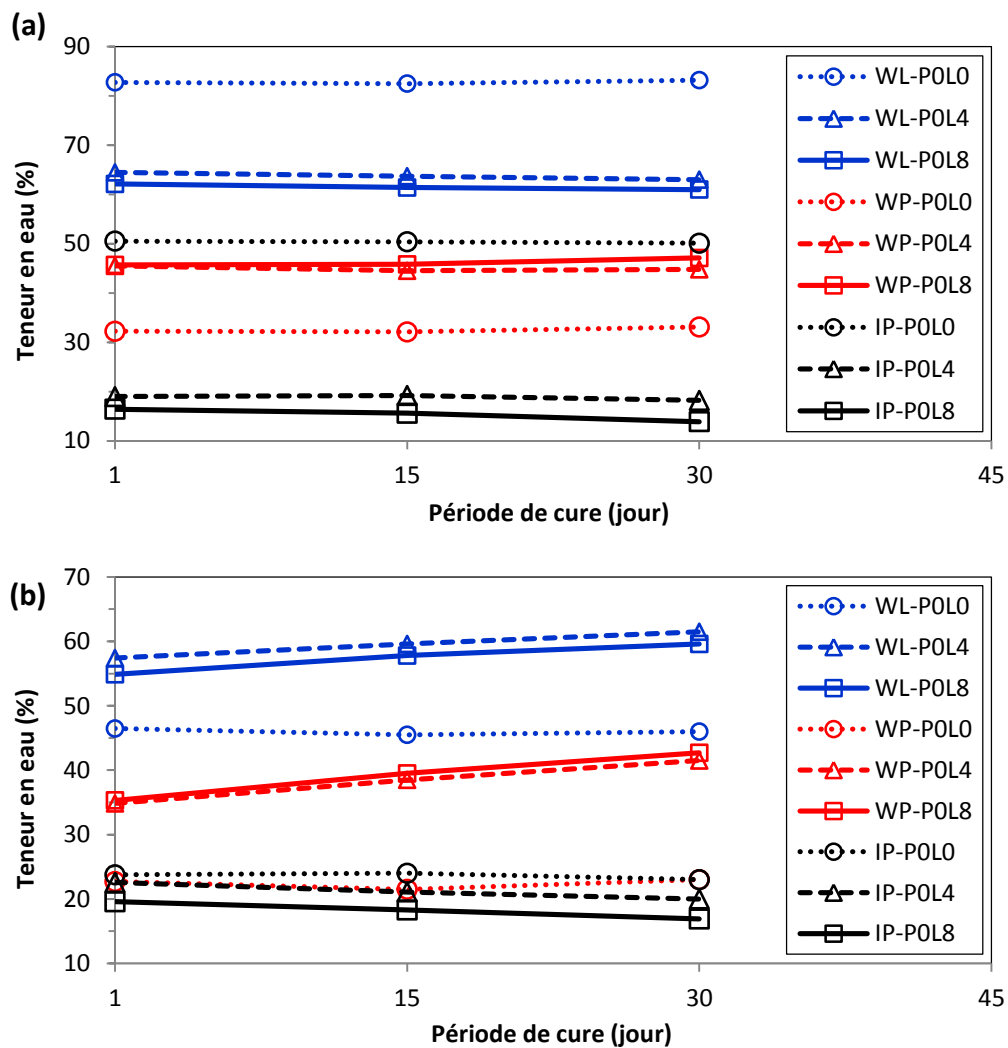 (a)
Teneur en eau (%)
90
70
50
30
10
1 15 30 45
Période de cure (jour)
WL-P0L0
WL-P0L4
WL-P0L8
WP-P0L0
WP-P0L4
WP-P0L8
IP-P0L0
IP-P0L4
IP-P0L8
(b)
Teneur en eau (%)
70
60
50
40
30
20
10
1 15 30 45
Période de cure (jour)
WL-P0L0
WL-P0L4
WL-P0L8
WP-P0L0
WP-P0L4
WP-P0L8
IP-P0L0
IP-P0L4
IP-P0L8